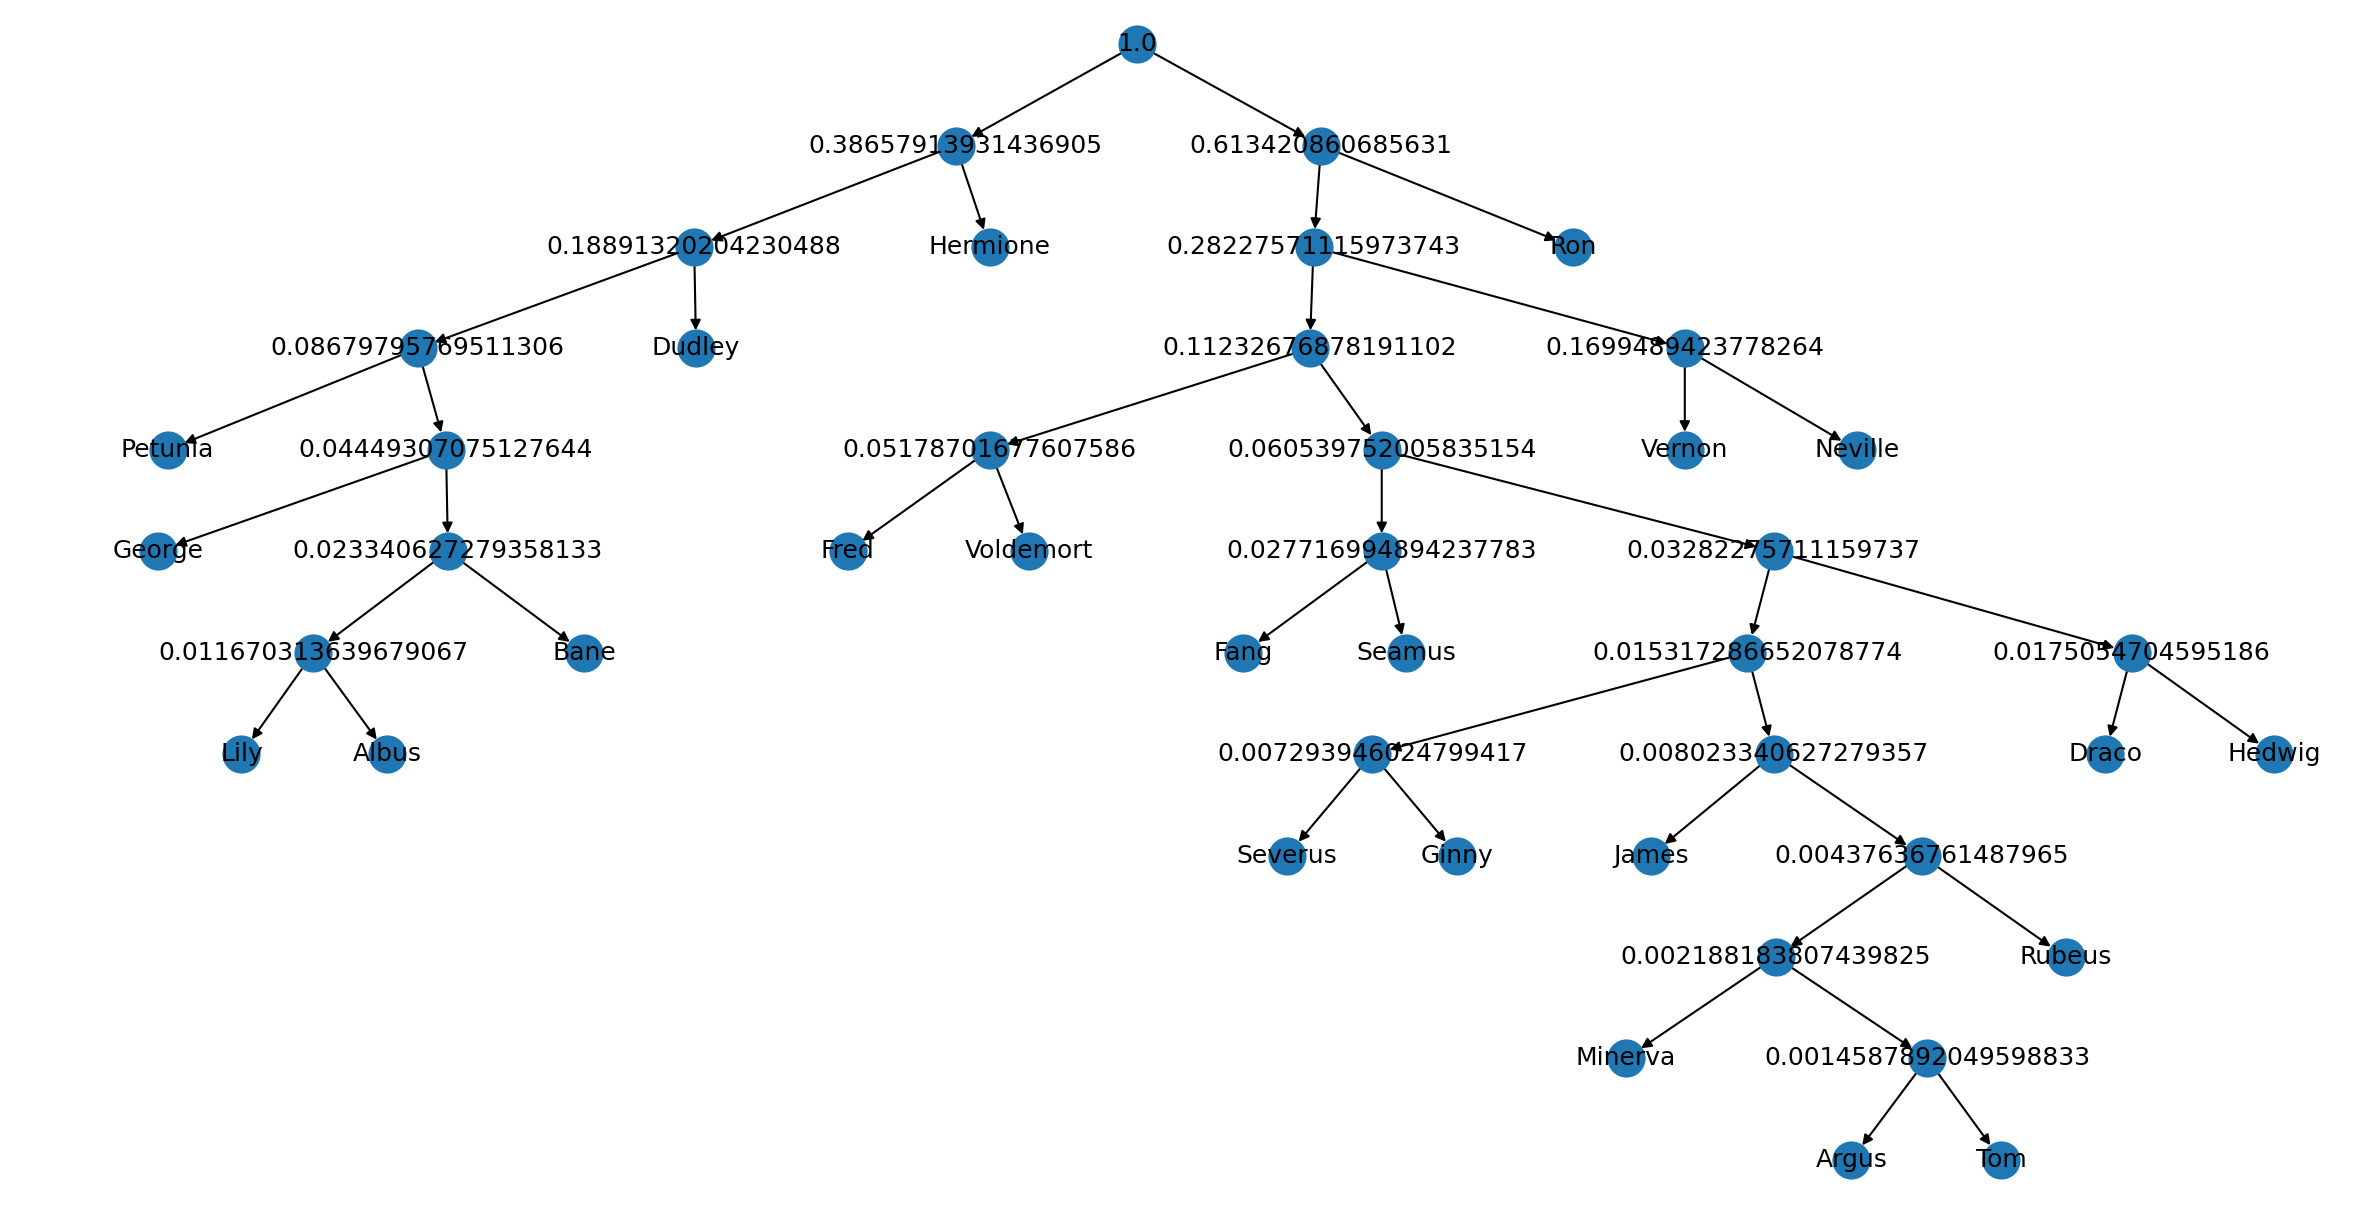 1.0
0.38657913931436905
0.613420860685631
0.18891320204230488
Hermione
0.28227571115973743
Ron
0.08679795769511306
Dudley
0.11232676878191102
0.1699489423778264
Petunia
0.04449307075127644
0.05178701677607586
0.060539752005835154
Vernon
Neville
George
0.023340627279358133
Fred
Voldemort
0.027716994894237783
0.03282275711159737
0.011670313639679067
Bane
Fang
Seamus
0.015317286652078774
0.0175054704595186
Lily
Albus
0.007293946024799417
0.008023340627279357
Draco
Hedwig
Severus
Ginny
James
0.00437636761487965
0.002188183807439825
Rubeus
Minerva
0.0014587892049598833
Argus
Tom